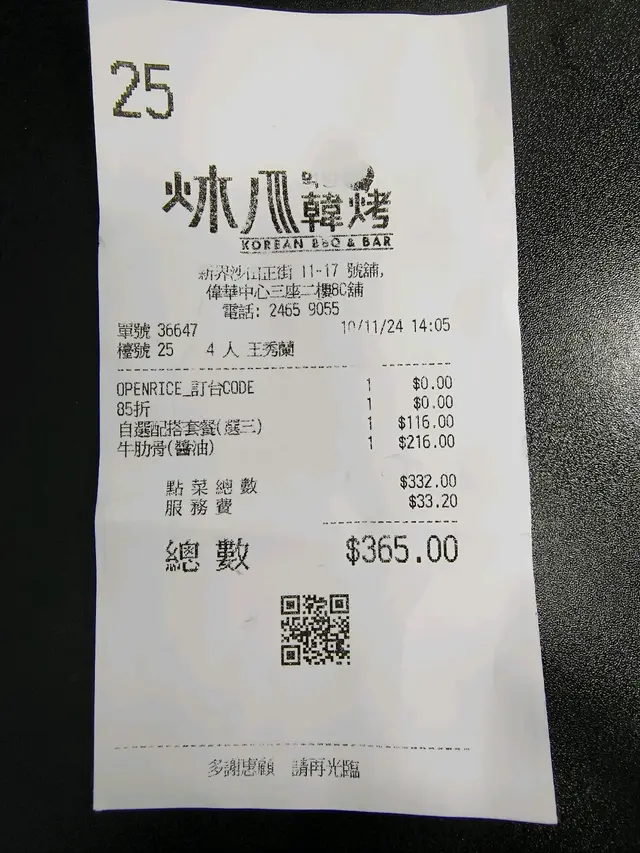 25
炑八韓烤
KOREAN BBQ & BAR
新界沙田正街 11-17 號舖,
偉華中心三座二樓80舖
電話: 2465 9055
單號 36647 10/11/24 14:05
檯號 25 4 人 王秀蘭
OPENRICE_訂台CODE 1 $0.00
85折 1 $0.00
自選配搭套餐(選三) 1 $116.00
牛肋骨(醬油) 1 $216.00
點菜總數 $332.00
服務費 $33.20
總數 $365.00
多謝惠顧 請再光臨